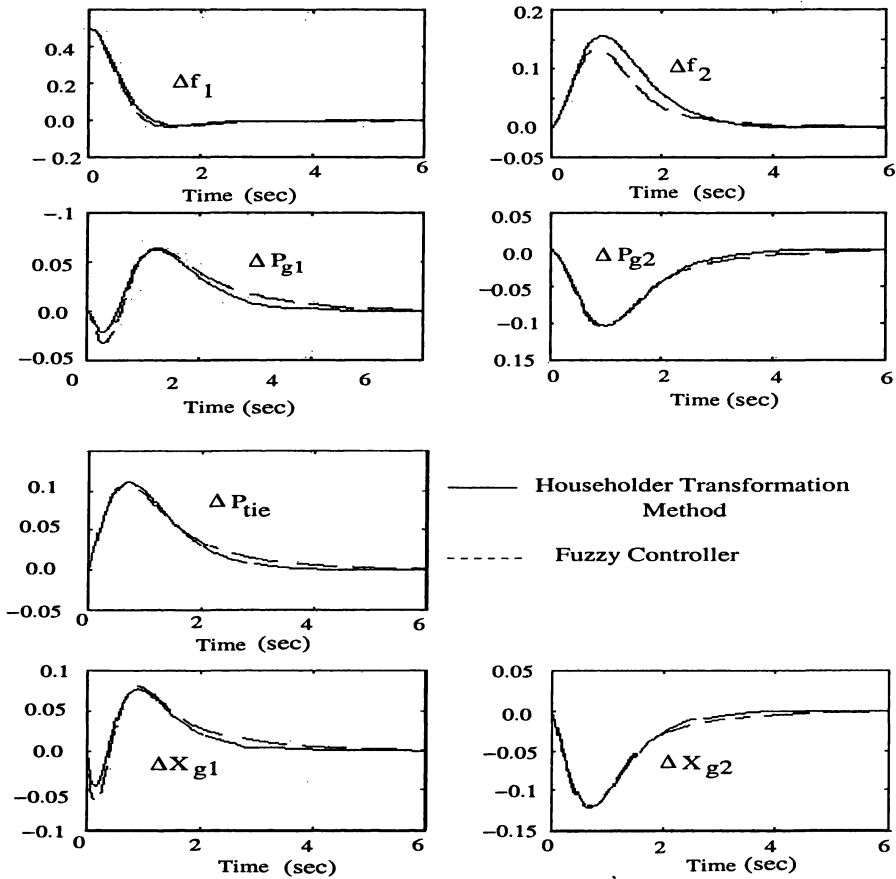 0.4
0.2
0.0
−0.2
Δf1
0 2 4 6
Time (sec)
0.2
0.1
0.0
−0.05
Δf2
0 2 4 6
Time (sec)
−.1
0.05
0.0
−0.05
ΔPg1
0 2 4 6
Time (sec)
0.05
0.0
−0.05
−0.1
0.15
ΔPg2
0 2 4 6
Time (sec)
0.1
0.05
0.0
−0.05
ΔPtie
0 2 4 6
Time (sec)
Householder Transformation
Method
Fuzzy Controller
0.1
0.05
0.0
−0.05
−0.1
ΔXg1
0 2 4 6
Time (sec)
0.05
0.0
−0.05
−0.1
−0.15
ΔXg2
0 2 4 6
Time (sec)